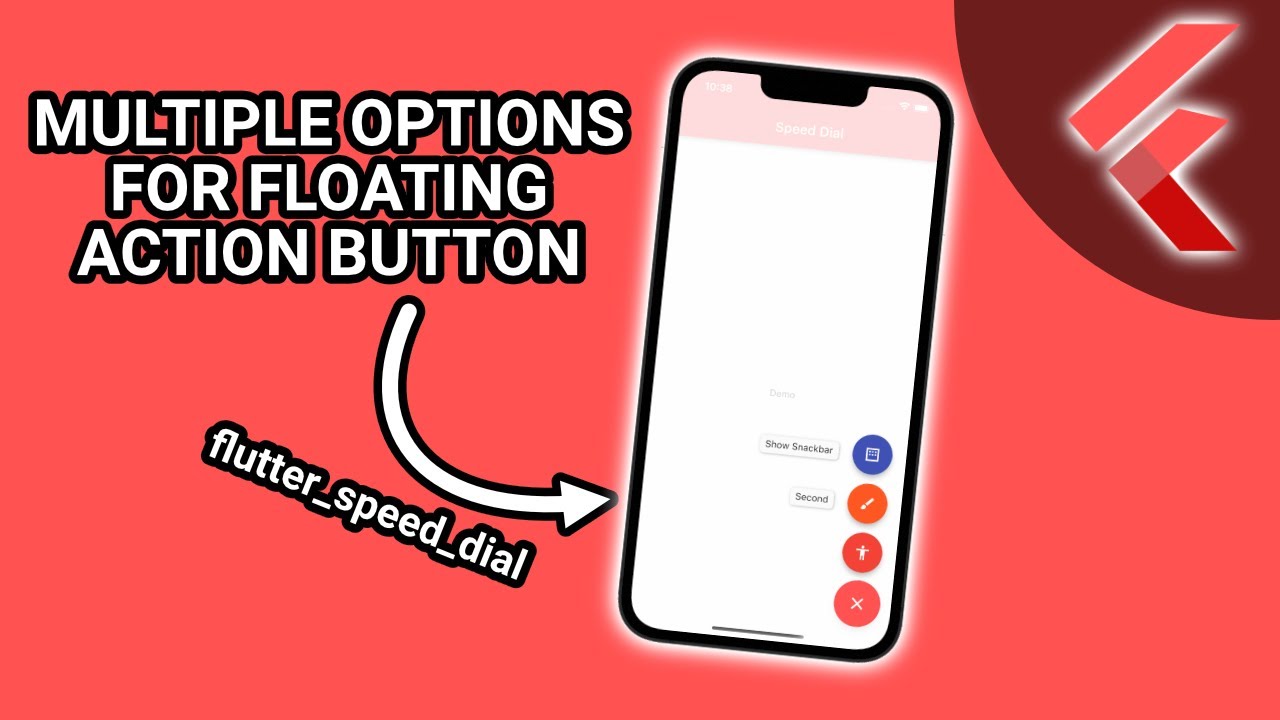 MULTIPLE OPTIONS
FOR FLOATING
ACTION BUTTON
flutter_speed_dial
10:38
Speed Dial
Demo
Show Snackbar
Second